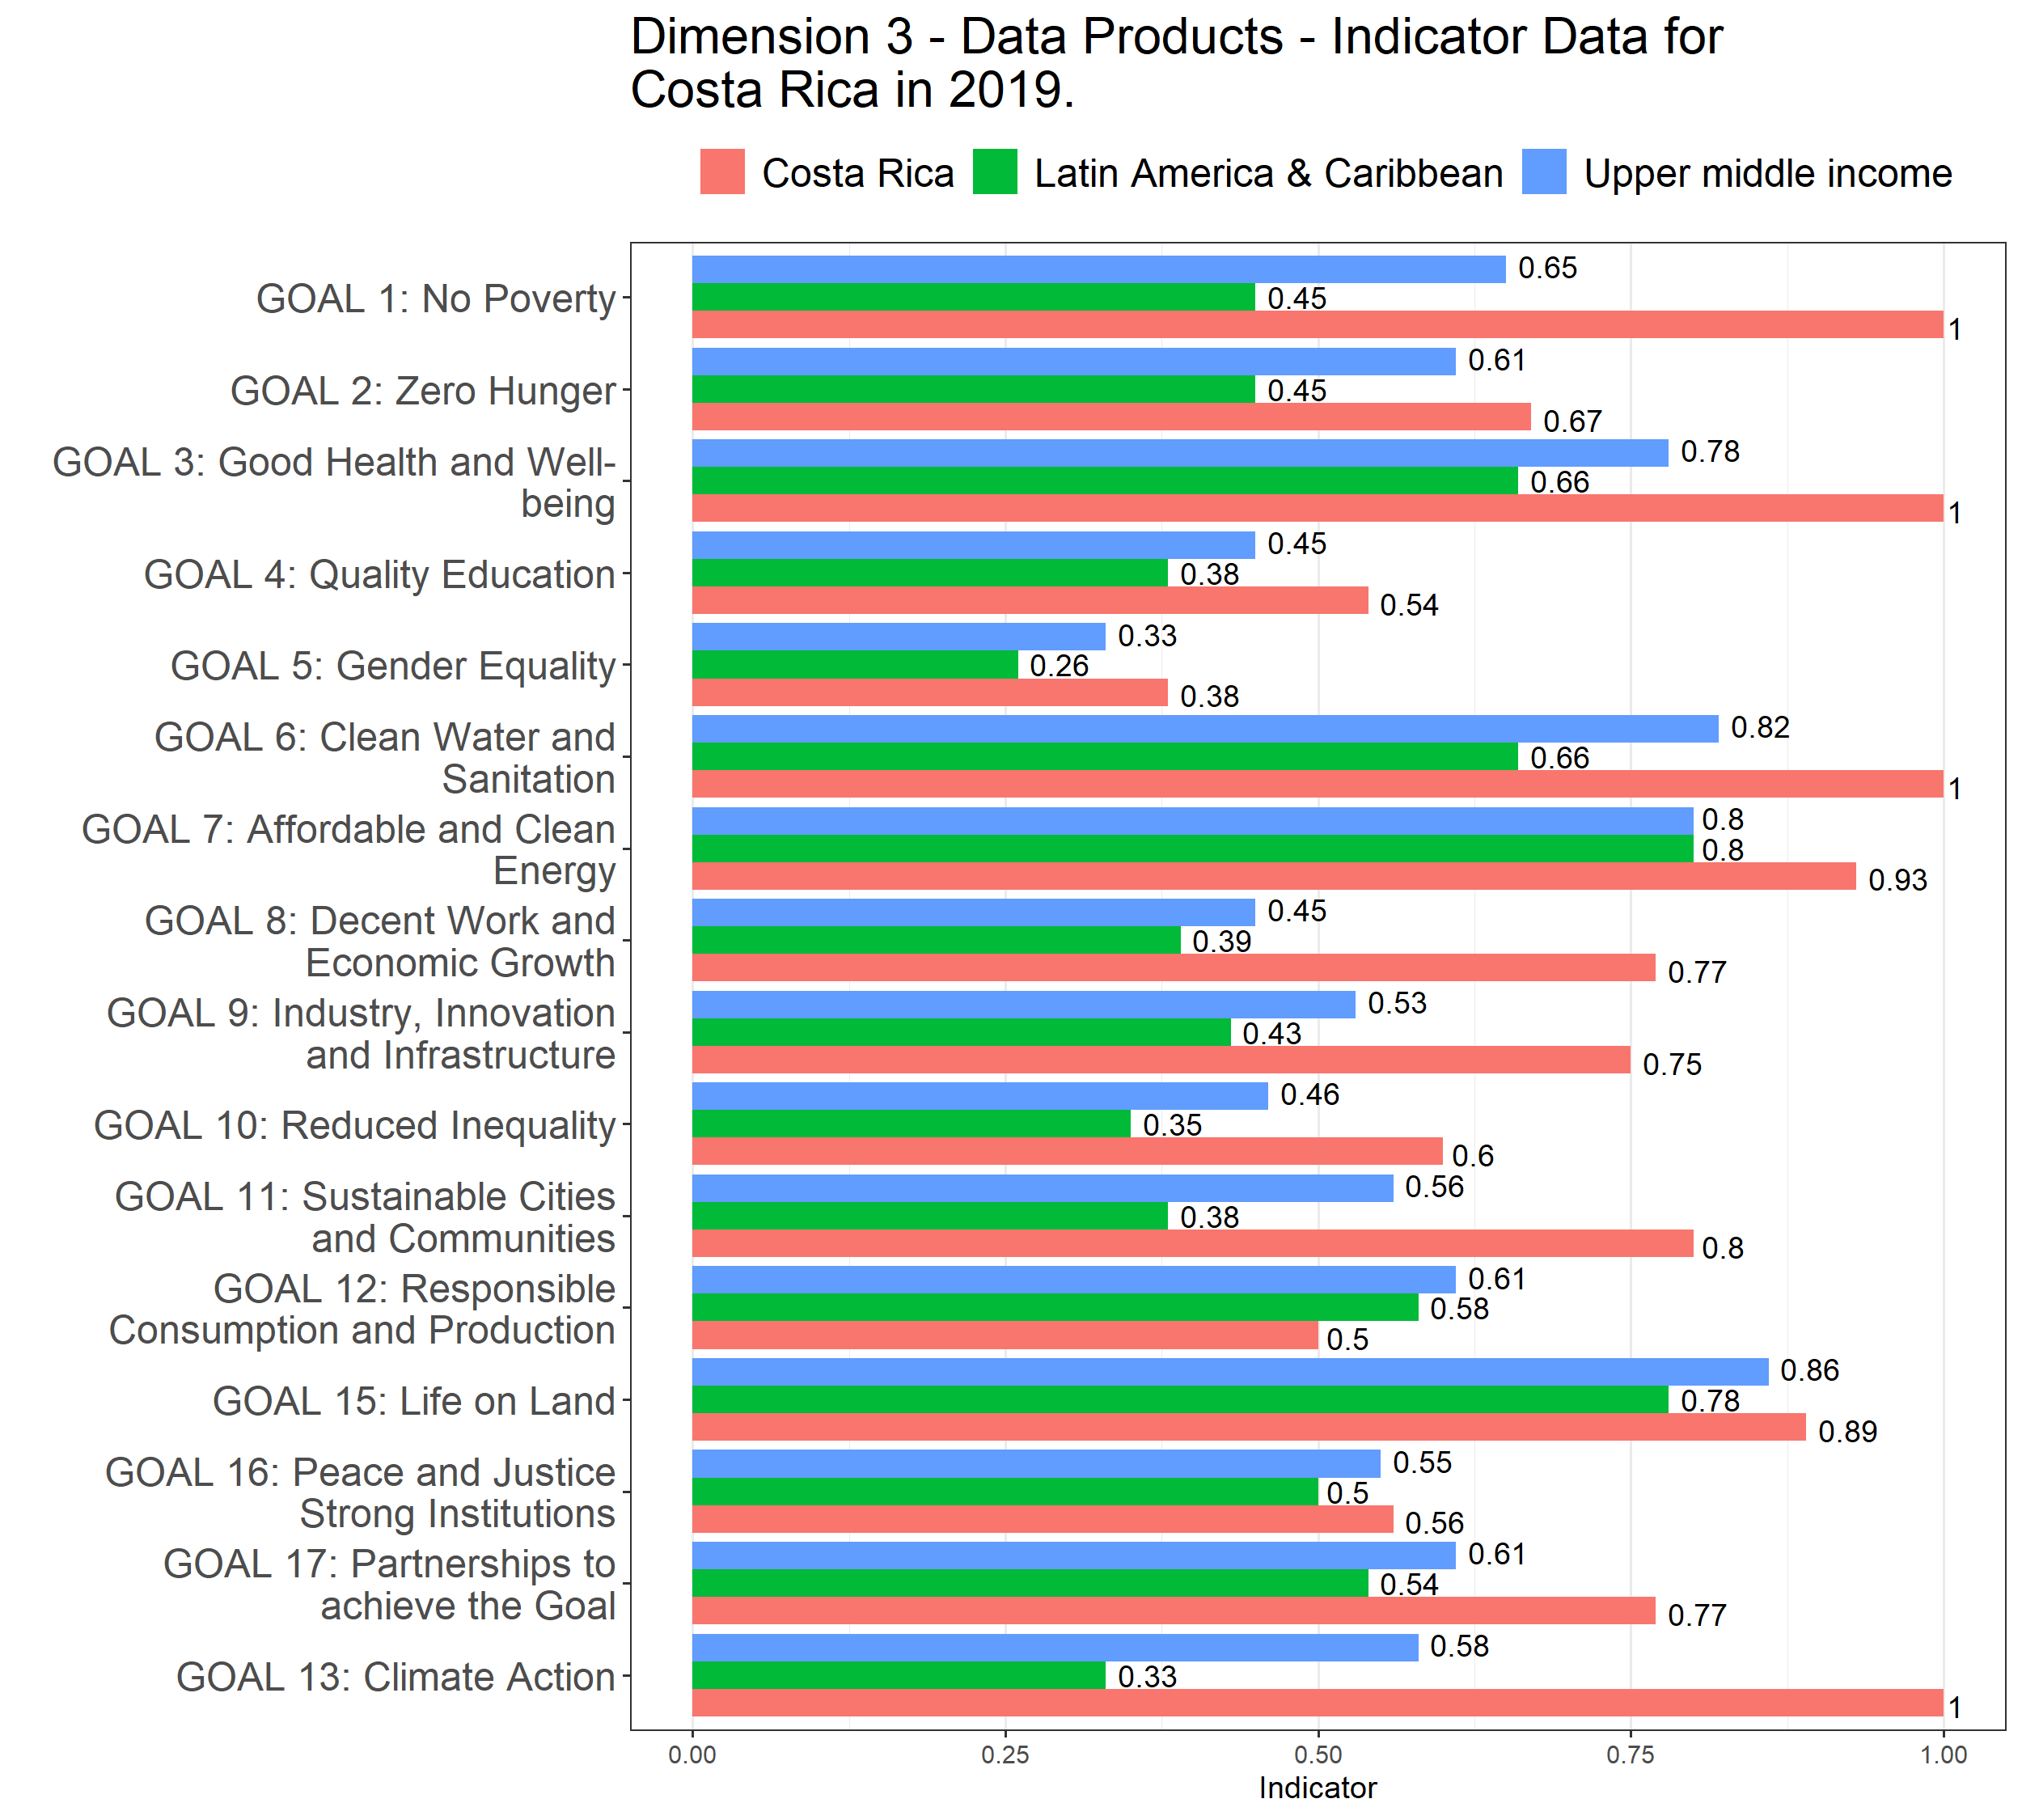 Dimension 3 - Data Products - Indicator Data for
Costa Rica in 2019.
Costa Rica
Latin America & Caribbean
Upper middle income
GOAL 1: No Poverty
0.65
0.45
1
GOAL 2: Zero Hunger
0.61
0.45
0.67
GOAL 3: Good Health and Well-
being
0.78
0.66
1
GOAL 4: Quality Education
0.45
0.38
0.54
GOAL 5: Gender Equality
0.33
0.26
0.38
GOAL 6: Clean Water and
Sanitation
0.82
0.66
1
GOAL 7: Affordable and Clean
Energy
0.8
0.8
0.93
GOAL 8: Decent Work and
Economic Growth
0.45
0.39
0.77
GOAL 9: Industry, Innovation
and Infrastructure
0.53
0.43
0.75
GOAL 10: Reduced Inequality
0.46
0.35
0.6
GOAL 11: Sustainable Cities
and Communities
0.56
0.38
0.8
GOAL 12: Responsible
Consumption and Production
0.61
0.58
0.5
GOAL 15: Life on Land
0.86
0.78
0.89
GOAL 16: Peace and Justice
Strong Institutions
0.55
0.5
0.56
GOAL 17: Partnerships to
achieve the Goal
0.61
0.54
0.77
GOAL 13: Climate Action
0.58
0.33
1
0.00
0.25
0.50
0.75
1.00
Indicator